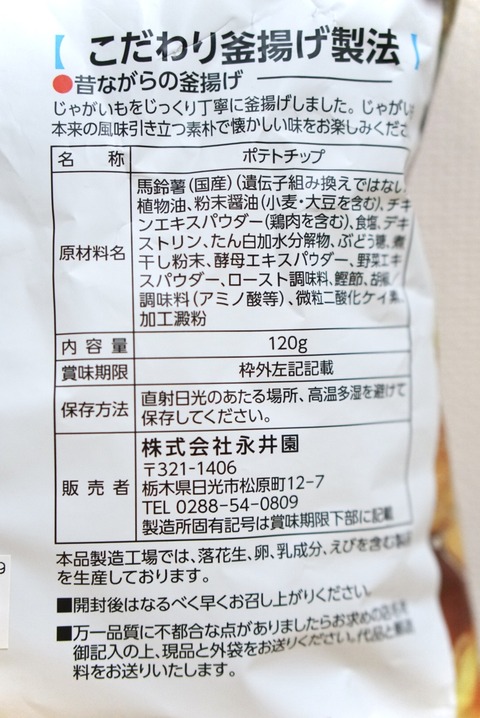 【 こだわり釜揚げ製法 】
●昔ながらの釜揚げ
じゃがいもをじっくり丁寧に釜揚げしました。じゃがい
本来の風味引き立つ素朴で懐かしい味をお楽しみくださ
名 称 ポテトチップ
原材料名
馬鈴薯(国産)(遺伝子組み換えではない
植物油、粉末醤油(小麦・大豆を含む)、チキ
ンエキスパウダー(鶏肉を含む)、食塩、デキ
ストリン、たん白加水分解物、ぶどう糖、煮
干し粉末、酵母エキスパウダー、野菜エキ
スパウダー、ロースト調味料、鰹節、胡椒/
調味料(アミノ酸等)、微粒二酸化ケイ素、
加工澱粉
内容量 120g
賞味期限 枠外左記記載
保存方法
直射日光のあたる場所、高温多湿を避けて
保存してください。
販売者
株式会社永井園
〒321-1406
栃木県日光市松原町12-7
TEL 0288-54-0809
製造所固有記号は賞味期限下部に記載
本品製造工場では、落花生、卵、乳成分、えびを含む製品
を生産しております。
■開封後はなるべく早くお召し上がりください。
■万一品質に不都合な点がありましたらお求めの店名を
御記入の上、現品と外袋をお送りください。代品と郵送
料をお送りいたします。
9